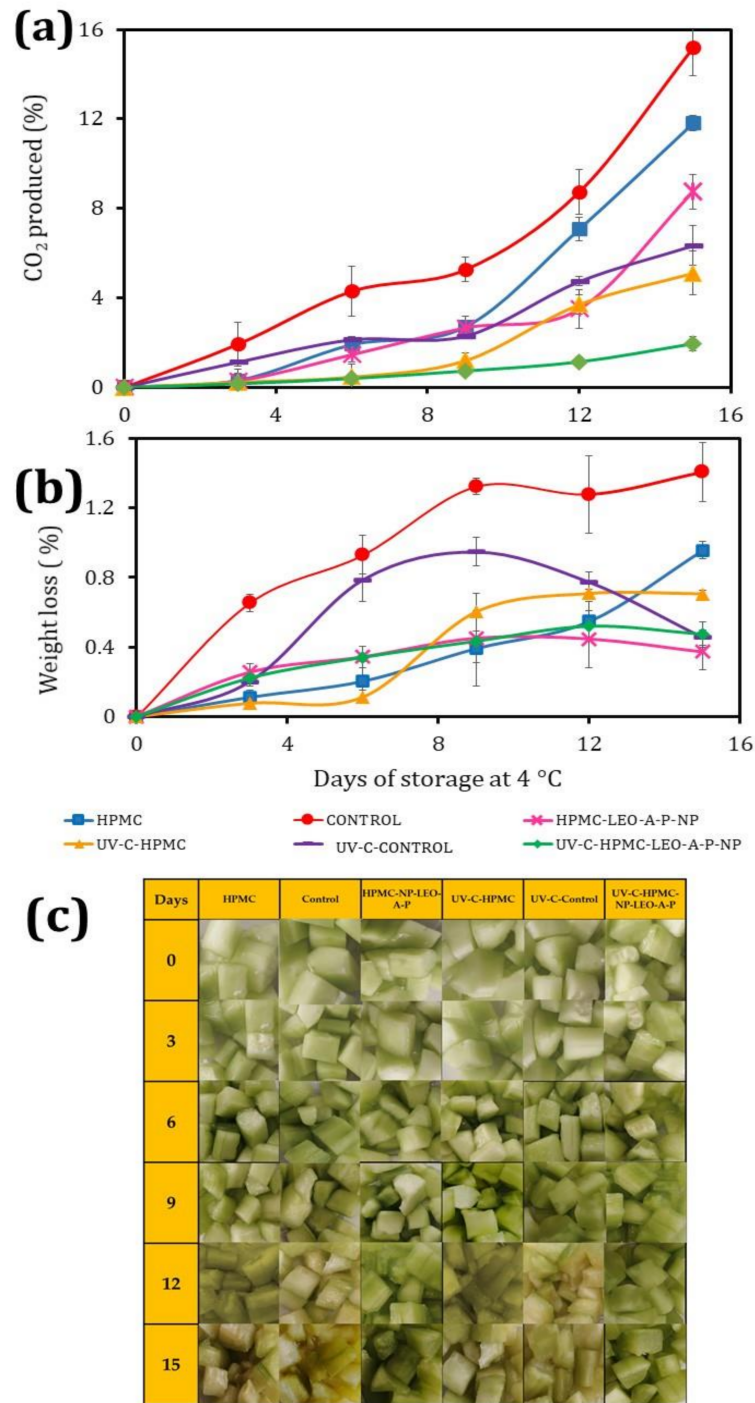 (a)
CO₂ produced (%)
16
12
8
4
0
0 4 8 12 16
(b)
Weight loss ( %)
1.6
1.2
0.8
0.4
0
0 4 8 12 16
Days of storage at 4 °C
HPMC CONTROL HPMC-LEO-A-P-NP
UV-C-HPMC UV-C-CONTROL UV-C-HPMC-LEO-A-P-NP
(c)
Days HPMC Control HPMC-NP-LEO-A-P UV-C-HPMC UV-C-Control UV-C-HPMC-NP-LEO-A-P
0
3
6
9
12
15